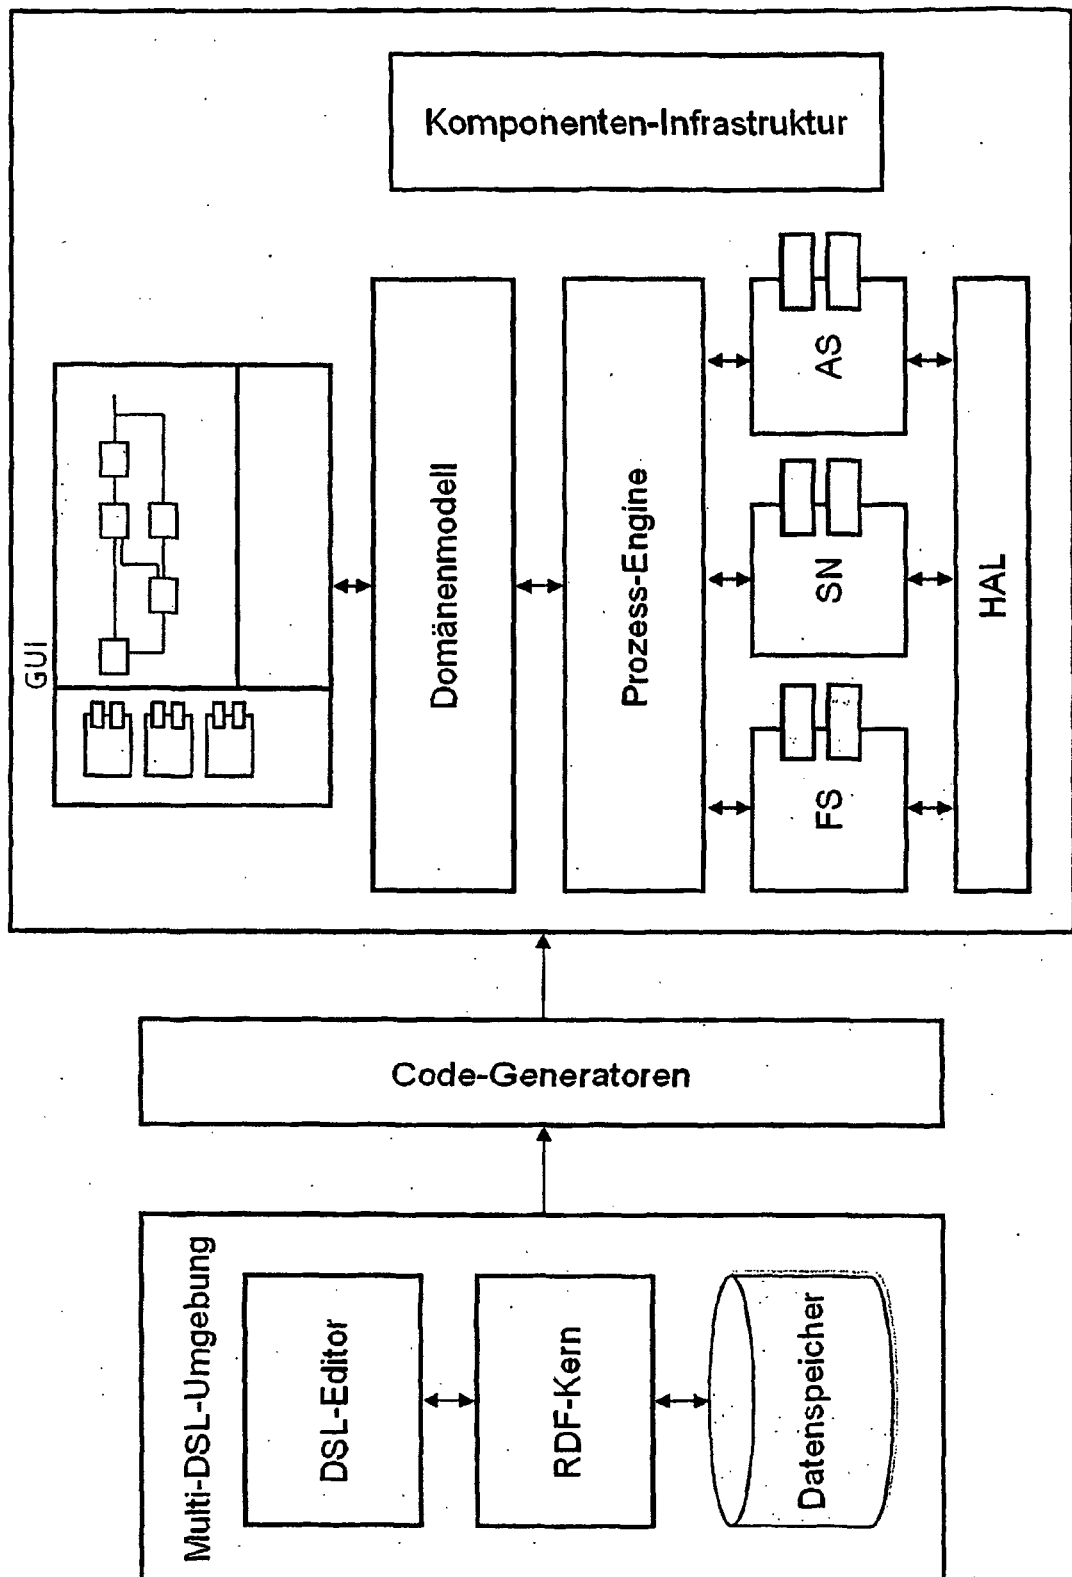 Komponenten-Infrastruktur
GUI
Domänenmodell
Prozess-Engine
FS
SN
AS
HAL
Code-Generatoren
Multi-DSL-Umgebung
DSL-Editor
RDF-Kern
Datenspeicher